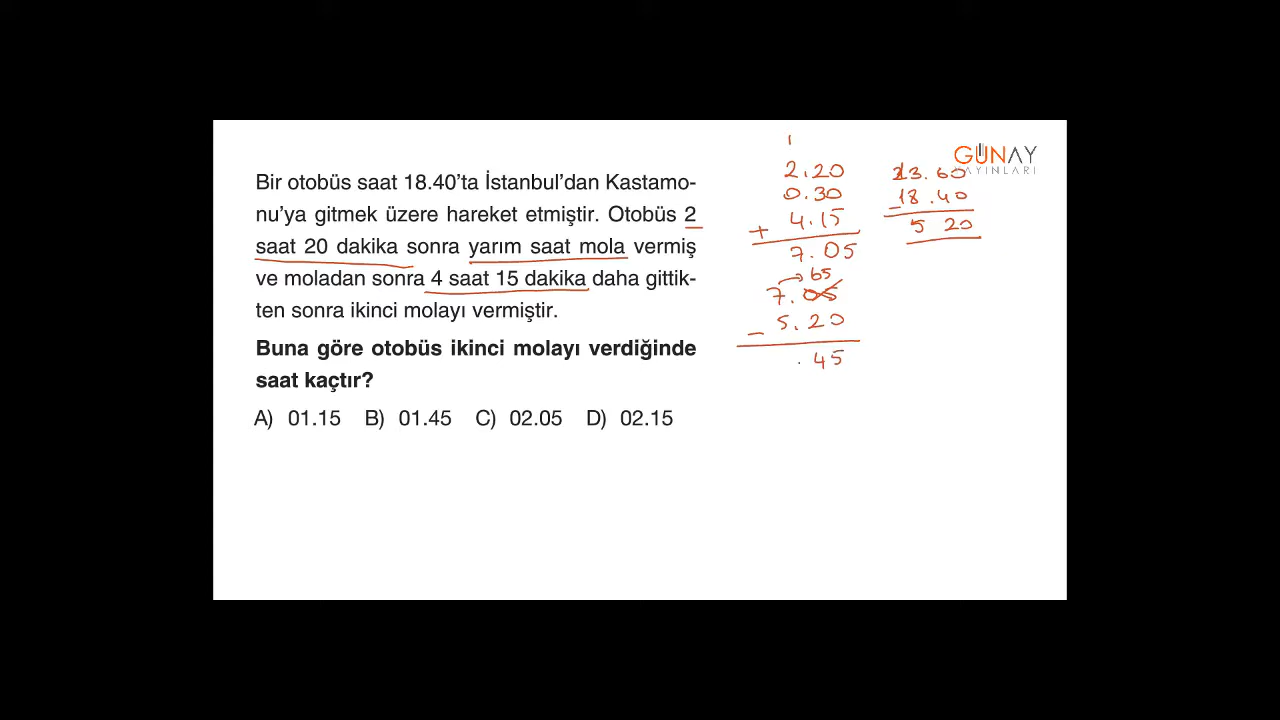 GÜNAY
YAYINLARI
Bir otobüs saat 18.40'ta İstanbul'dan Kastamo-
nu'ya gitmek üzere hareket etmiştir. Otobüs 2
saat 20 dakika sonra yarım saat mola vermiş
ve moladan sonra 4 saat 15 dakika daha gittik-
ten sonra ikinci molayı vermiştir.
Buna göre otobüs ikinci molayı verdiğinde
saat kaçtır?
A) 01.15 B) 01.45 C) 02.05 D) 02.15
1
2.20
0.30
+ 4.15
7.05
65
7.05
- 5.20
.45
23.60
- 18.40
5 20